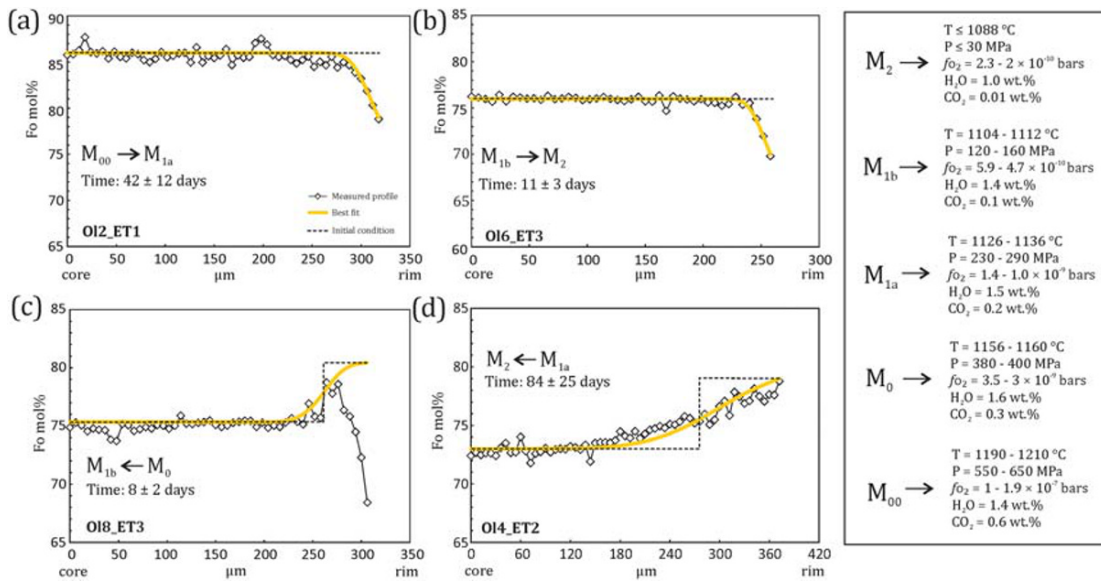 (a)
90
85
80
75
70
65
Fo mol%
M₀₀ → M₁ₐ
Time: 42 ± 12 days
Measured profile
Best fit
Initial condition
Ol2_ET1
0 50 100 150 200 250 300 350
core μm rim
(b)
85
80
75
70
65
60
Fo mol%
M₁b → M₂
Time: 11 ± 3 days
Ol6_ET3
0 50 100 150 200 250 300
core μm rim
(c)
85
80
75
70
65
Fo mol%
M₁b ← M₀
Time: 8 ± 2 days
Ol8_ET3
0 50 100 150 200 250 300 350
core μm rim
(d)
85
80
75
70
65
Fo mol%
M₂ ← M₁ₐ
Time: 84 ± 25 days
Ol4_ET2
0 60 120 180 240 300 360 420
core μm rim
T ≤ 1088 °C
P ≤ 30 MPa
M₂ → fo₂ = 2.3 - 2 × 10⁻¹⁰ bars
H₂O = 1.0 wt.%
CO₂ = 0.01 wt.%
T = 1104 - 1112 °C
P = 120 - 160 MPa
M₁b → fo₂ = 5.9 - 4.7 × 10⁻¹⁰ bars
H₂O = 1.4 wt.%
CO₂ = 0.1 wt.%
T = 1126 - 1136 °C
P = 230 - 290 MPa
M₁ₐ → fo₂ = 1.4 - 1.0 × 10⁻⁹ bars
H₂O = 1.5 wt.%
CO₂ = 0.2 wt.%
T = 1156 - 1160 °C
P = 380 - 400 MPa
M₀ → fo₂ = 3.5 - 3 × 10⁻⁹ bars
H₂O = 1.6 wt.%
CO₂ = 0.3 wt.%
T = 1190 - 1210 °C
P = 550 - 650 MPa
M₀₀ → fo₂ = 1 - 1.9 × 10⁻⁷ bars
H₂O = 1.4 wt.%
CO₂ = 0.6 wt.%